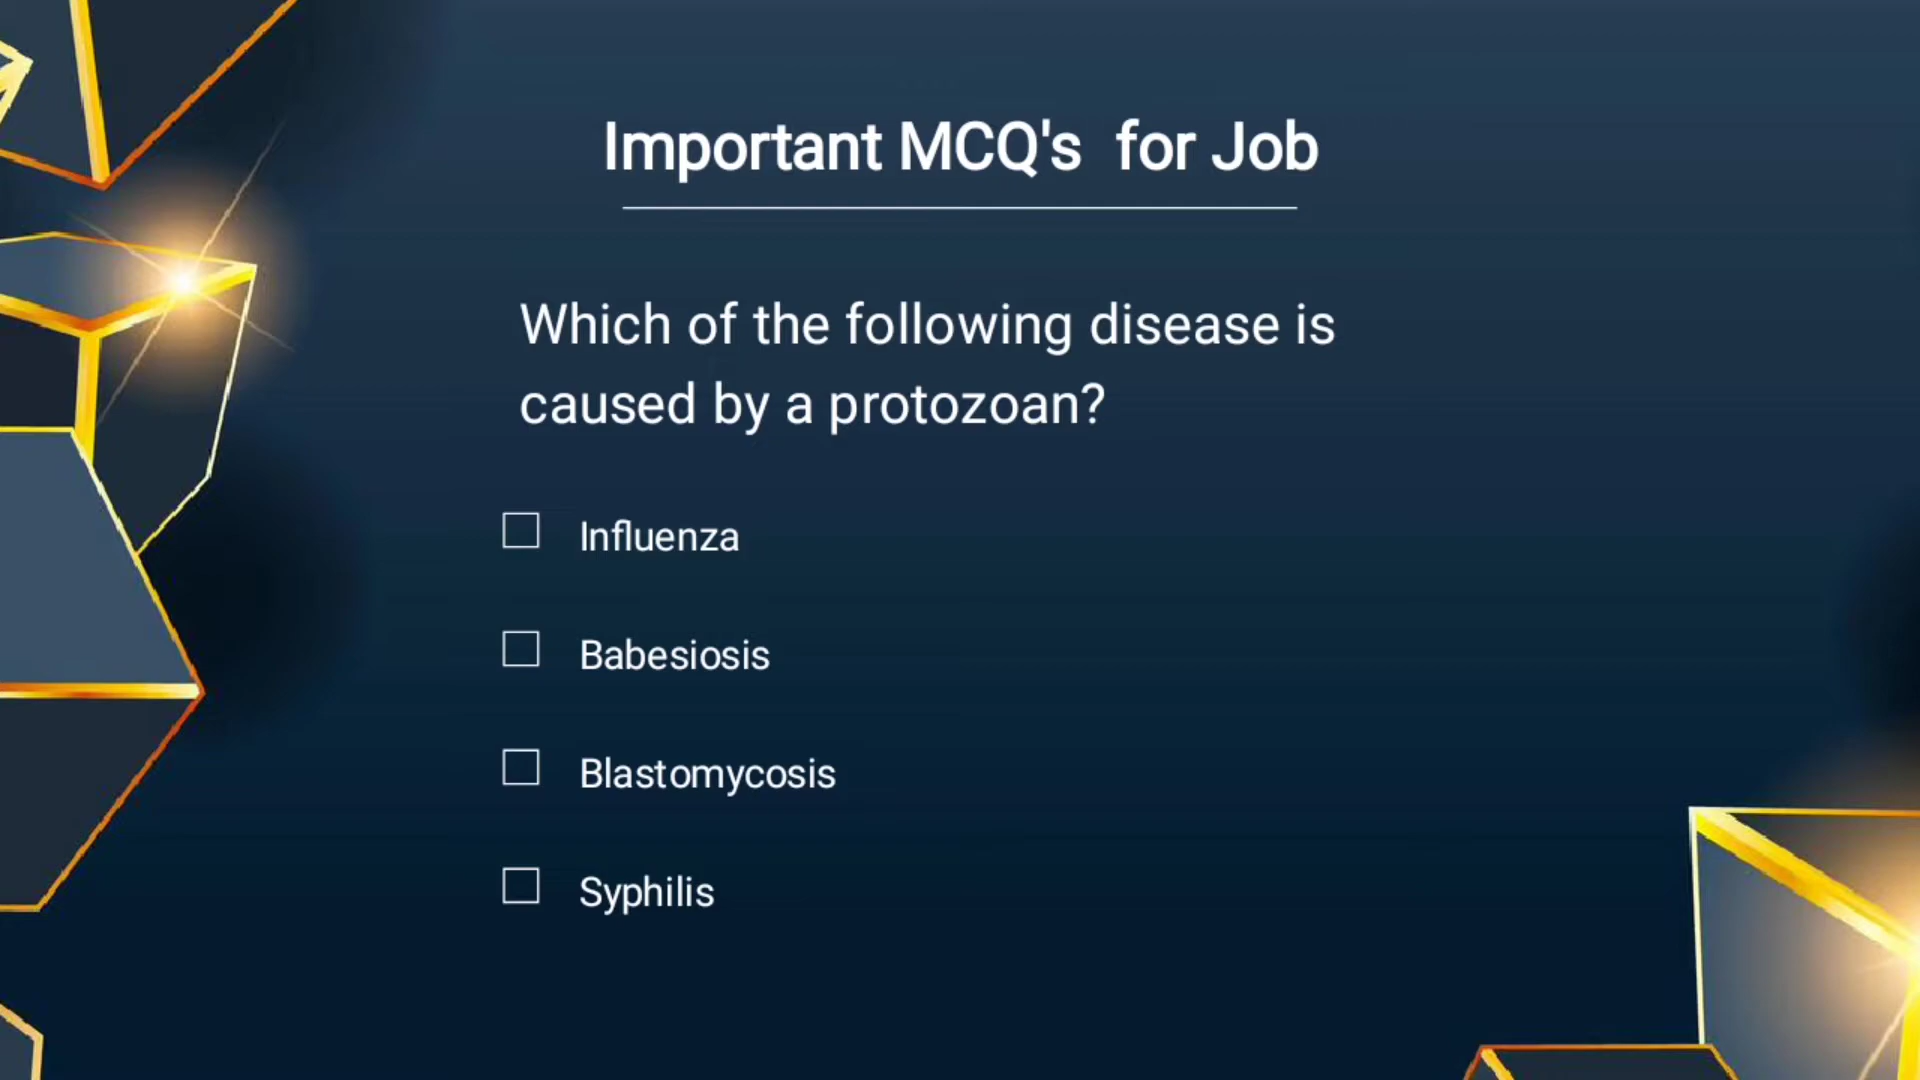 Important MCQ's  for Job
Which of the following disease is
caused by a protozoan?
Influenza
Babesiosis
Blastomycosis
Syphilis